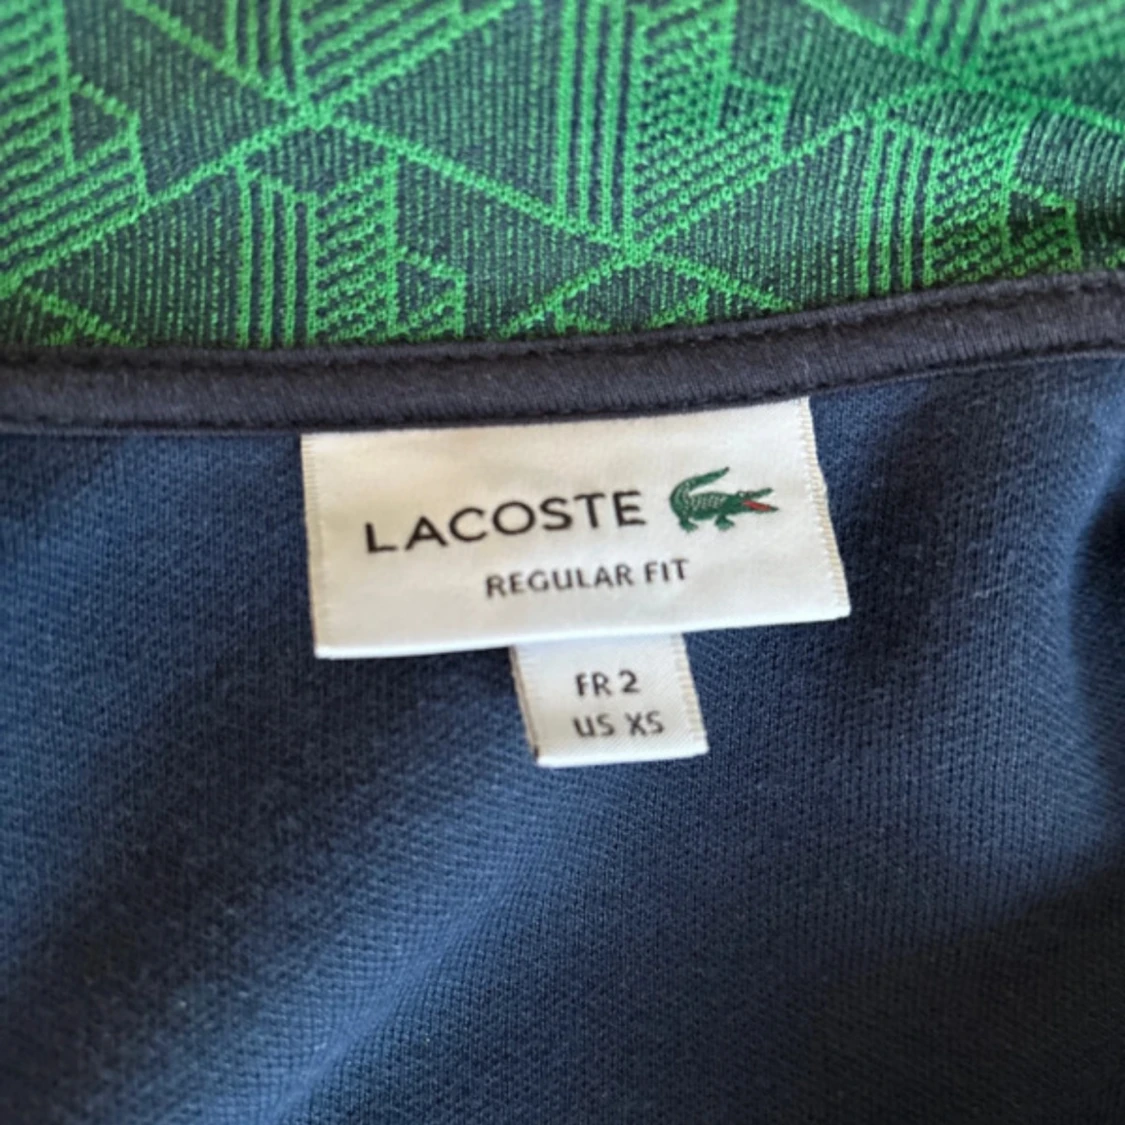 LACOSTE
REGULAR FIT
FR 2
US XS